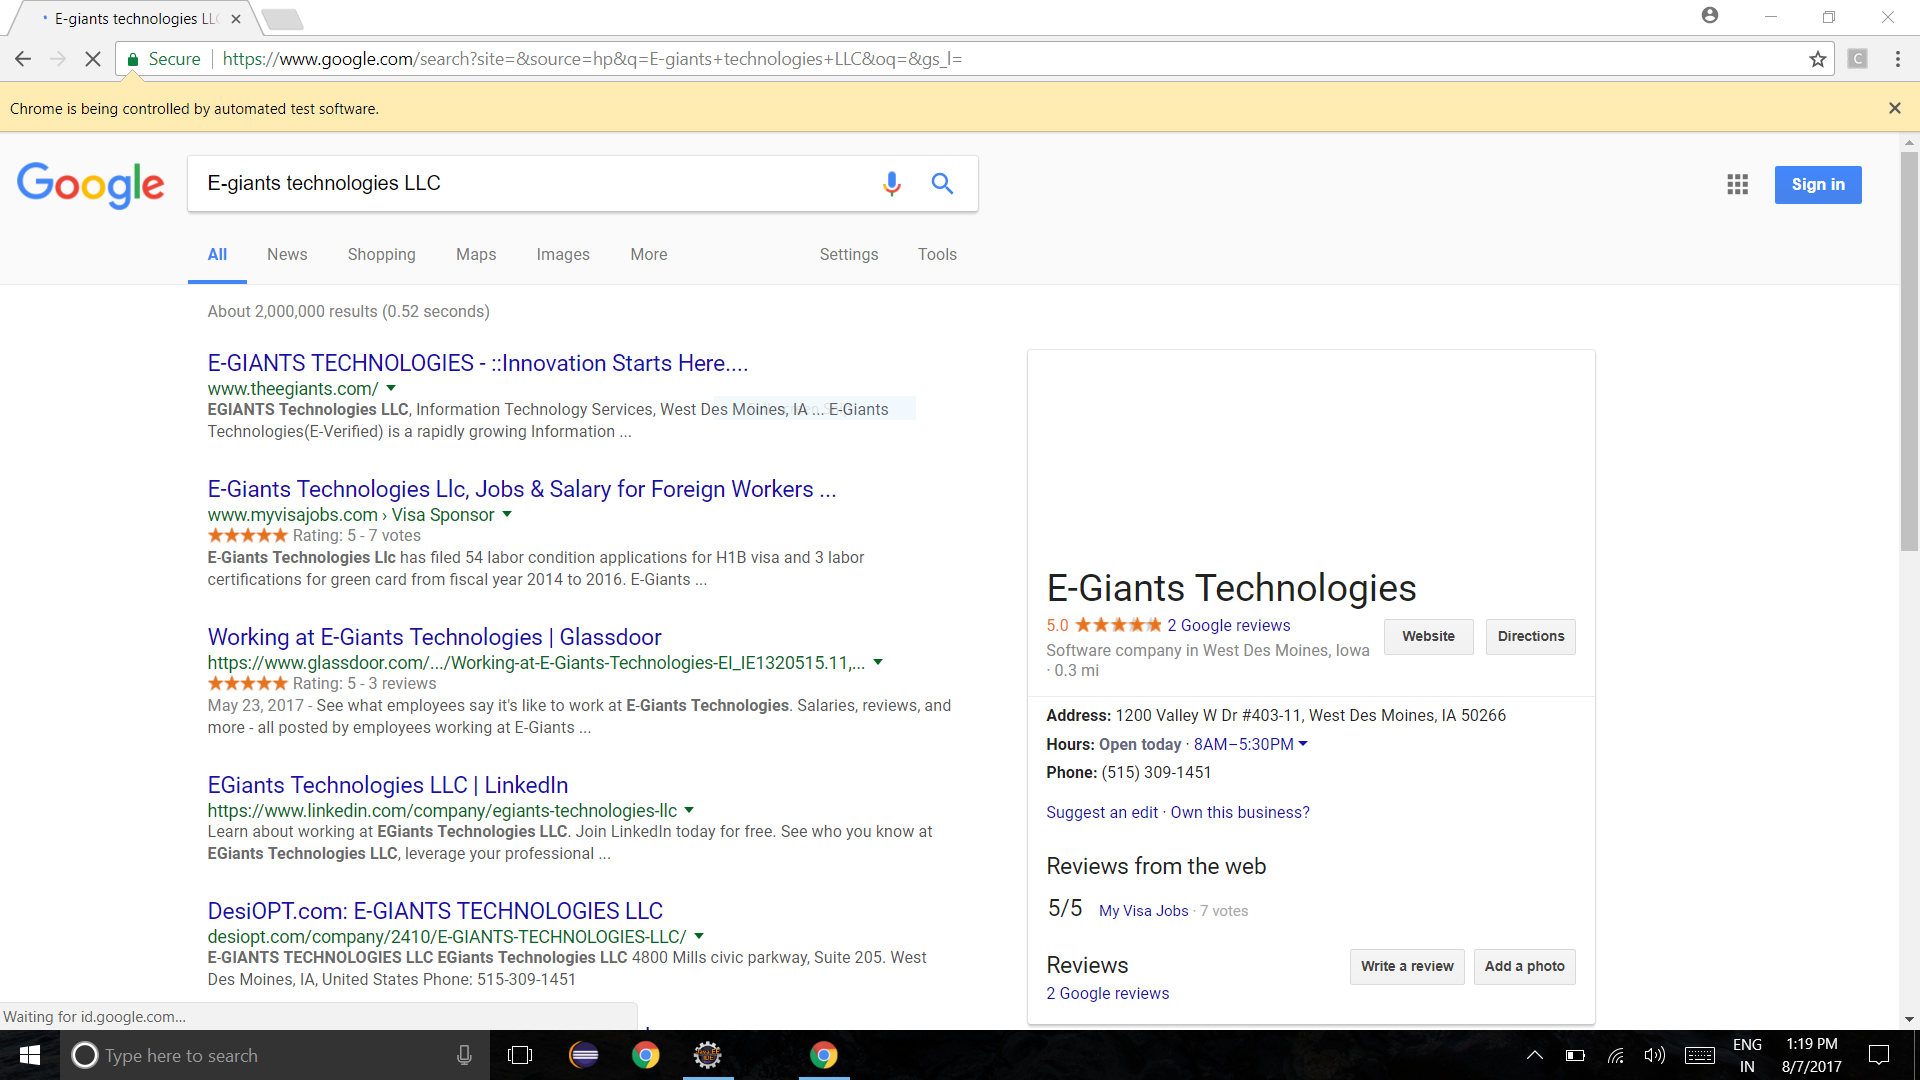 E-giants technologies LL
Secure
https://www.google.com/search?site=&source=hp&q=E-giants+technologies+LLC&oq=&gs_l=
C
Chrome is being controlled by automated test software.
Google
E-giants technologies LLC
Sign in
All News Shopping Maps Images More Settings Tools
About 2,000,000 results (0.52 seconds)
E-GIANTS TECHNOLOGIES - ::Innovation Starts Here....
www.theegiants.com/
EGIANTS Technologies LLC, Information Technology Services, West Des Moines, IA ... E-Giants
Technologies(E-Verified) is a rapidly growing Information ...
E-Giants Technologies Llc, Jobs & Salary for Foreign Workers ...
www.myvisajobs.com › Visa Sponsor
Rating: 5 - 7 votes
E-Giants Technologies Llc has filed 54 labor condition applications for H1B visa and 3 labor
certifications for green card from fiscal year 2014 to 2016. E-Giants ...
Working at E-Giants Technologies | Glassdoor
https://www.glassdoor.com/.../Working-at-E-Giants-Technologies-EI_IE1320515.11,...
Rating: 5 - 3 reviews
May 23, 2017 - See what employees say it's like to work at E-Giants Technologies. Salaries, reviews, and
more - all posted by employees working at E-Giants ...
EGiants Technologies LLC | LinkedIn
https://www.linkedin.com/company/egiants-technologies-llc
Learn about working at EGiants Technologies LLC. Join LinkedIn today for free. See who you know at
EGiants Technologies LLC, leverage your professional ...
DesiOPT.com: E-GIANTS TECHNOLOGIES LLC
desiopt.com/company/2410/E-GIANTS-TECHNOLOGIES-LLC/
E-GIANTS TECHNOLOGIES LLC EGiants Technologies LLC 4800 Mills civic parkway, Suite 205. West
Des Moines, IA, United States Phone: 515-309-1451
E-Giants Technologies
5.0 2 Google reviews
Website Directions
Software company in West Des Moines, Iowa
· 0.3 mi
Address: 1200 Valley W Dr #403-11, West Des Moines, IA 50266
Hours: Open today · 8AM–5:30PM
Phone: (515) 309-1451
Suggest an edit · Own this business?
Reviews from the web
5/5 My Visa Jobs · 7 votes
Reviews
Write a review Add a photo
2 Google reviews
Waiting for id.google.com...
Type here to search
ENG
IN
1:19 PM
8/7/2017